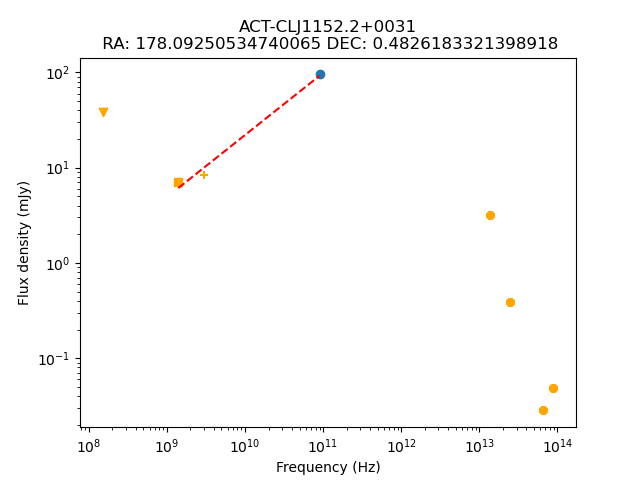 ACT-CLJ1152.2+0031
RA: 178.09250534740065 DEC: 0.4826183321398918
Flux density (mJy)
10²
10¹
10⁰
10⁻¹
10⁸ 10⁹ 10¹⁰ 10¹¹ 10¹² 10¹³ 10¹⁴
Frequency (Hz)